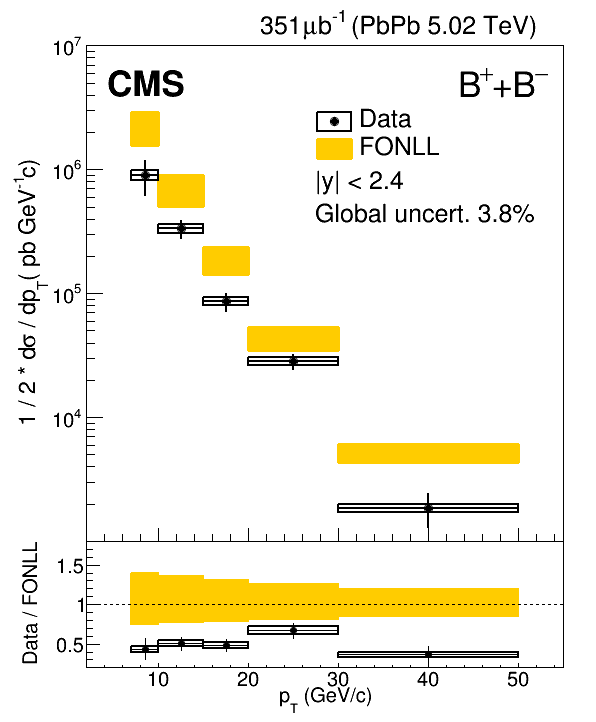 351μb⁻¹ (PbPb 5.02 TeV)
CMS
B⁺+B⁻
Data
FONLL
|y| < 2.4
Global uncert. 3.8%
1 / 2 * dσ / dp_T( pb GeV⁻¹c)
10⁷
10⁶
10⁵
10⁴
Data / FONLL
1.5
1
0.5
10 20 30 40 50
p_T (GeV/c)